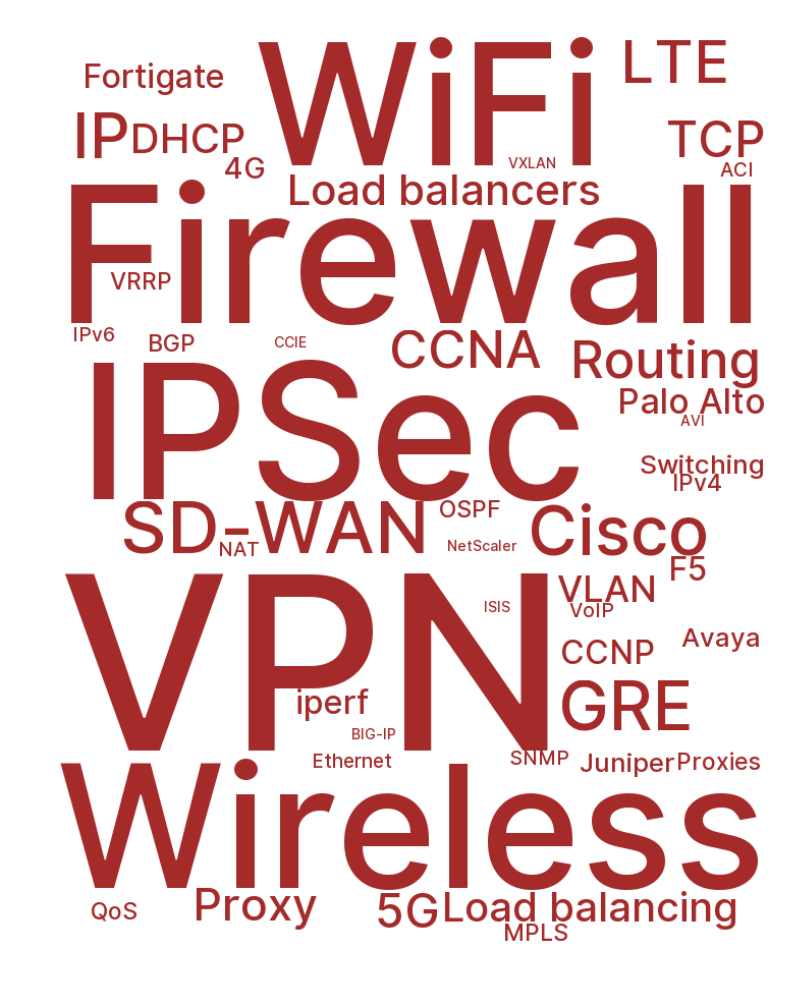 WiFi
LTE
Fortigate
IP
DHCP
TCP
4G
VXLAN
ACI
Load balancers
Firewall
VRRP
IPv6
BGP
CCIE
CCNA
Routing
IPSec
Palo Alto
AVI
Switching
IPv4
SD-WAN
OSPF
Cisco
NAT
NetScaler
F5
VPN
VLAN
ISIS
VoIP
Avaya
CCNP
iperf
GRE
BIG-IP
Ethernet
SNMP
Juniper
Proxies
Wireless
QoS
Proxy
5G
Load balancing
MPLS